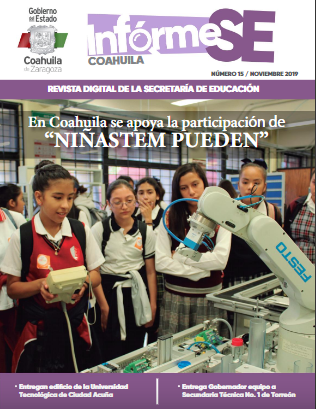 Gobierno
del Estado
Coahuila
de Zaragoza
InfórmeSE
COAHUILA
NÚMERO 15 / NOVIEMBRE 2019
REVISTA DIGITAL DE LA SECRETARÍA DE EDUCACIÓN
En Coahuila se apoya la participación de
“NIÑASTEM PUEDEN”
FESTO
• Entregan edificio de la Universidad
Tecnológica de Ciudad Acuña
• Entrega Gobernador equipo a
Secundaria Técnica No. 1 de Torreón